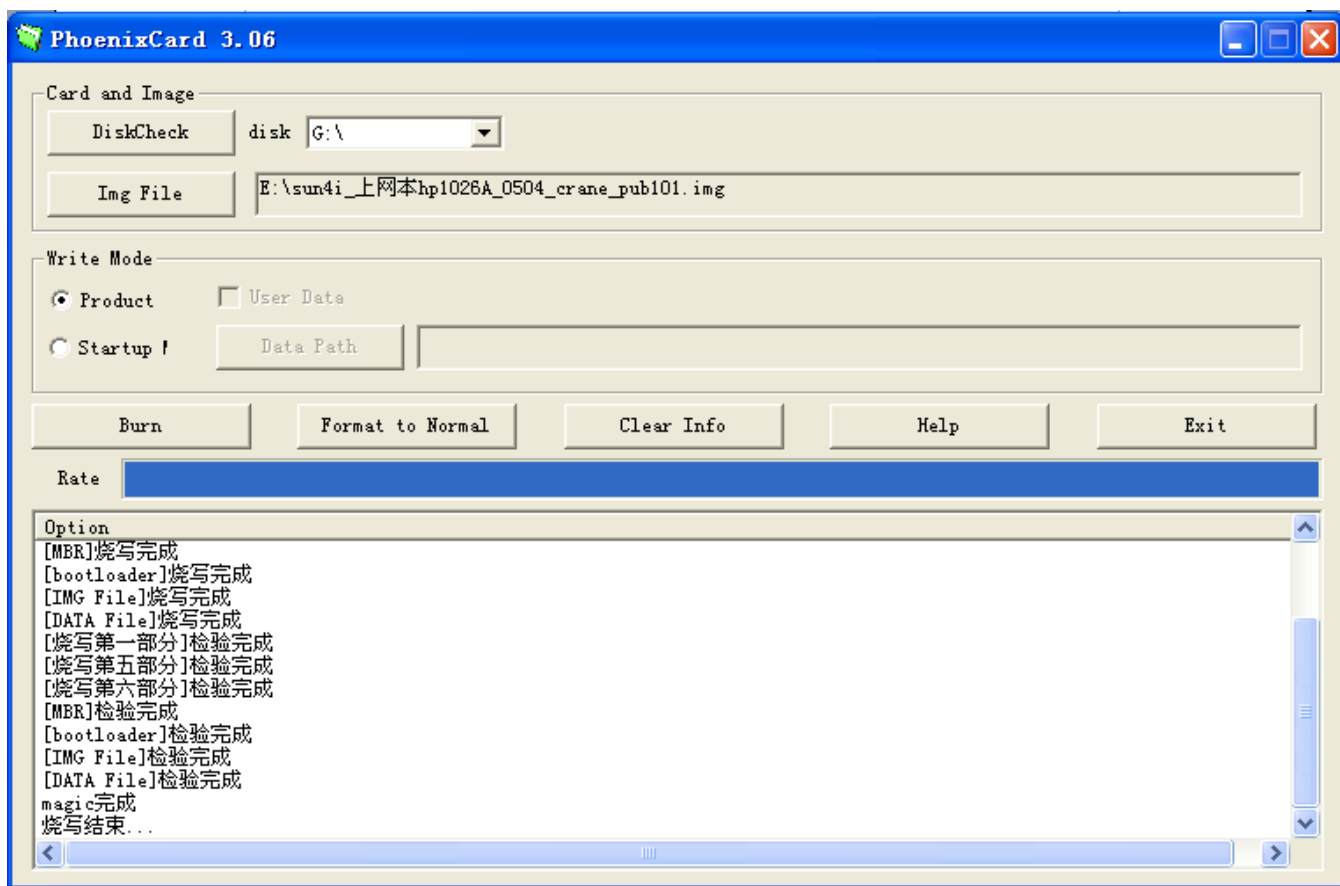 PhoenixCard 3.06
Card and Image
DiskCheck disk G:\
Img File E:\sun4i_上网本hp1026A_0504_crane_pub101.img
Write Mode
Product User Data
Startup Data Path
Burn Format to Normal Clear Info Help Exit
Rate
Option
[MBR]烧写完成
[bootloader]烧写完成
[IMG File]烧写完成
[DATA File]烧写完成
[烧写第一部分]检验完成
[烧写第五部分]检验完成
[烧写第六部分]检验完成
[MBR]检验完成
[bootloader]检验完成
[IMG File]检验完成
[DATA File]检验完成
magic完成
烧写结束...